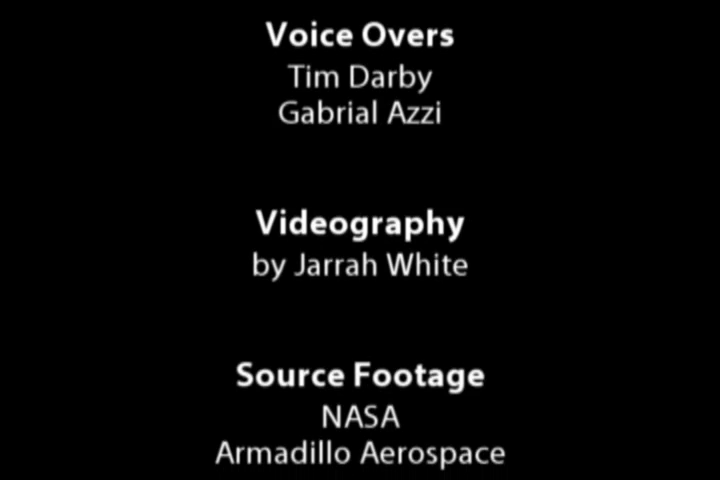 Voice Overs
Tim Darby
Gabrial Azzi
Videography
by Jarrah White
Source Footage
NASA
Armadillo Aerospace